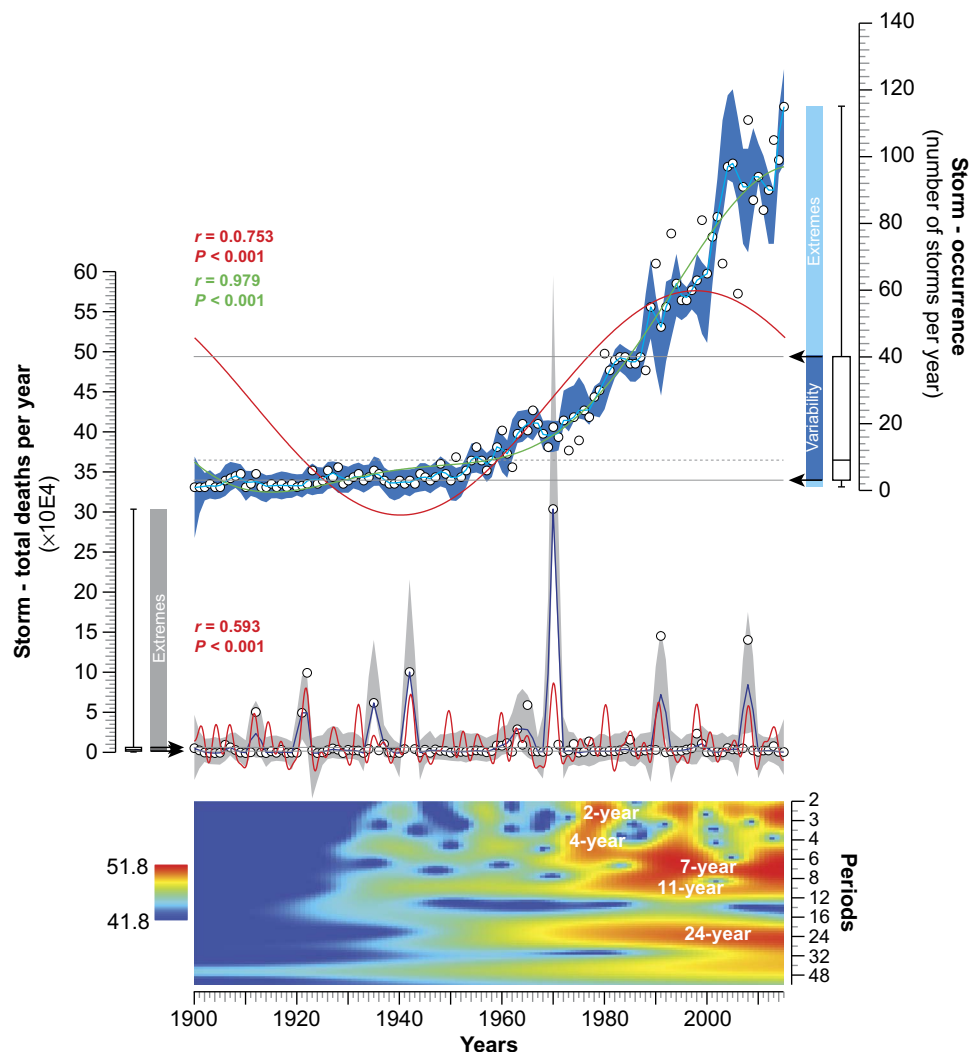 140
120
100
80
60
40
20
0
Storm - occurrence
(number of storms per year)
Extremes
Variability
r = 0.0.753
P < 0.001
r = 0.979
P < 0.001
60
55
50
45
40
35
30
25
20
15
10
5
0
Storm - total deaths per year
(×10E4)
Extremes
r = 0.593
P < 0.001
51.8
41.8
2-year
4-year
7-year
11-year
24-year
2
3
4
6
8
12
16
24
32
48
Periods
1900 1920 1940 1960 1980 2000
Years